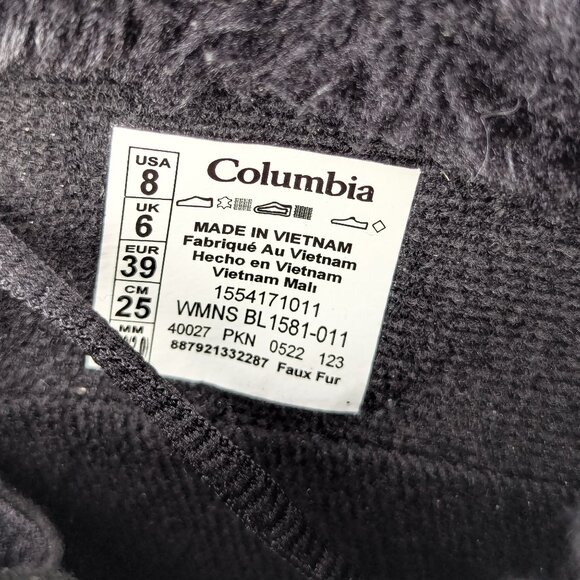 USA
8
UK
6
EUR
39
CM
25
MM
Columbia
MADE IN VIETNAM
Fabriqué Au Vietnam
Hecho en Vietnam
Vietnam Malı
1554171011
WMNS BL1581-011
40027 PKN 0522 123
887921332287 Faux Fur